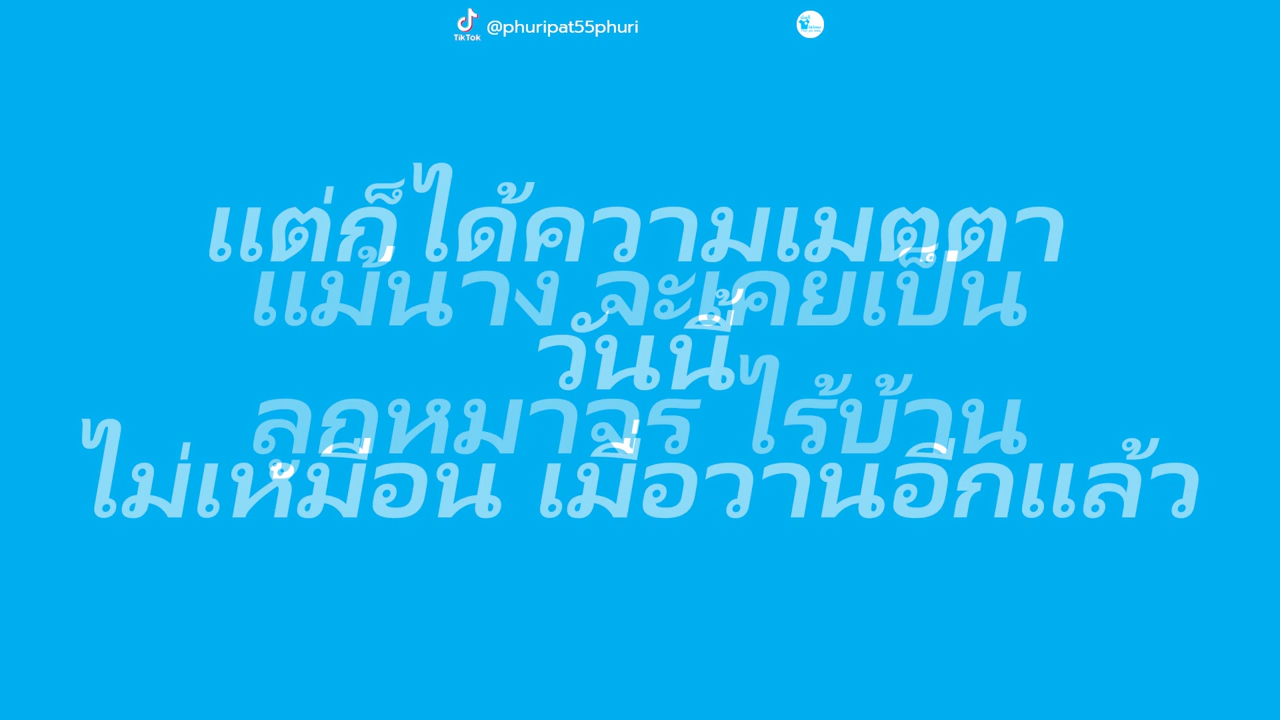 TikTok @phuripat55phuri
แต่ก็ได้ความเมตตา
แม้นาง จะเคยเป็น
วันนี้
ลูกหมาจร ไร้บ้าน
ไม่เหมือน เมื่อวานอีกแล้ว